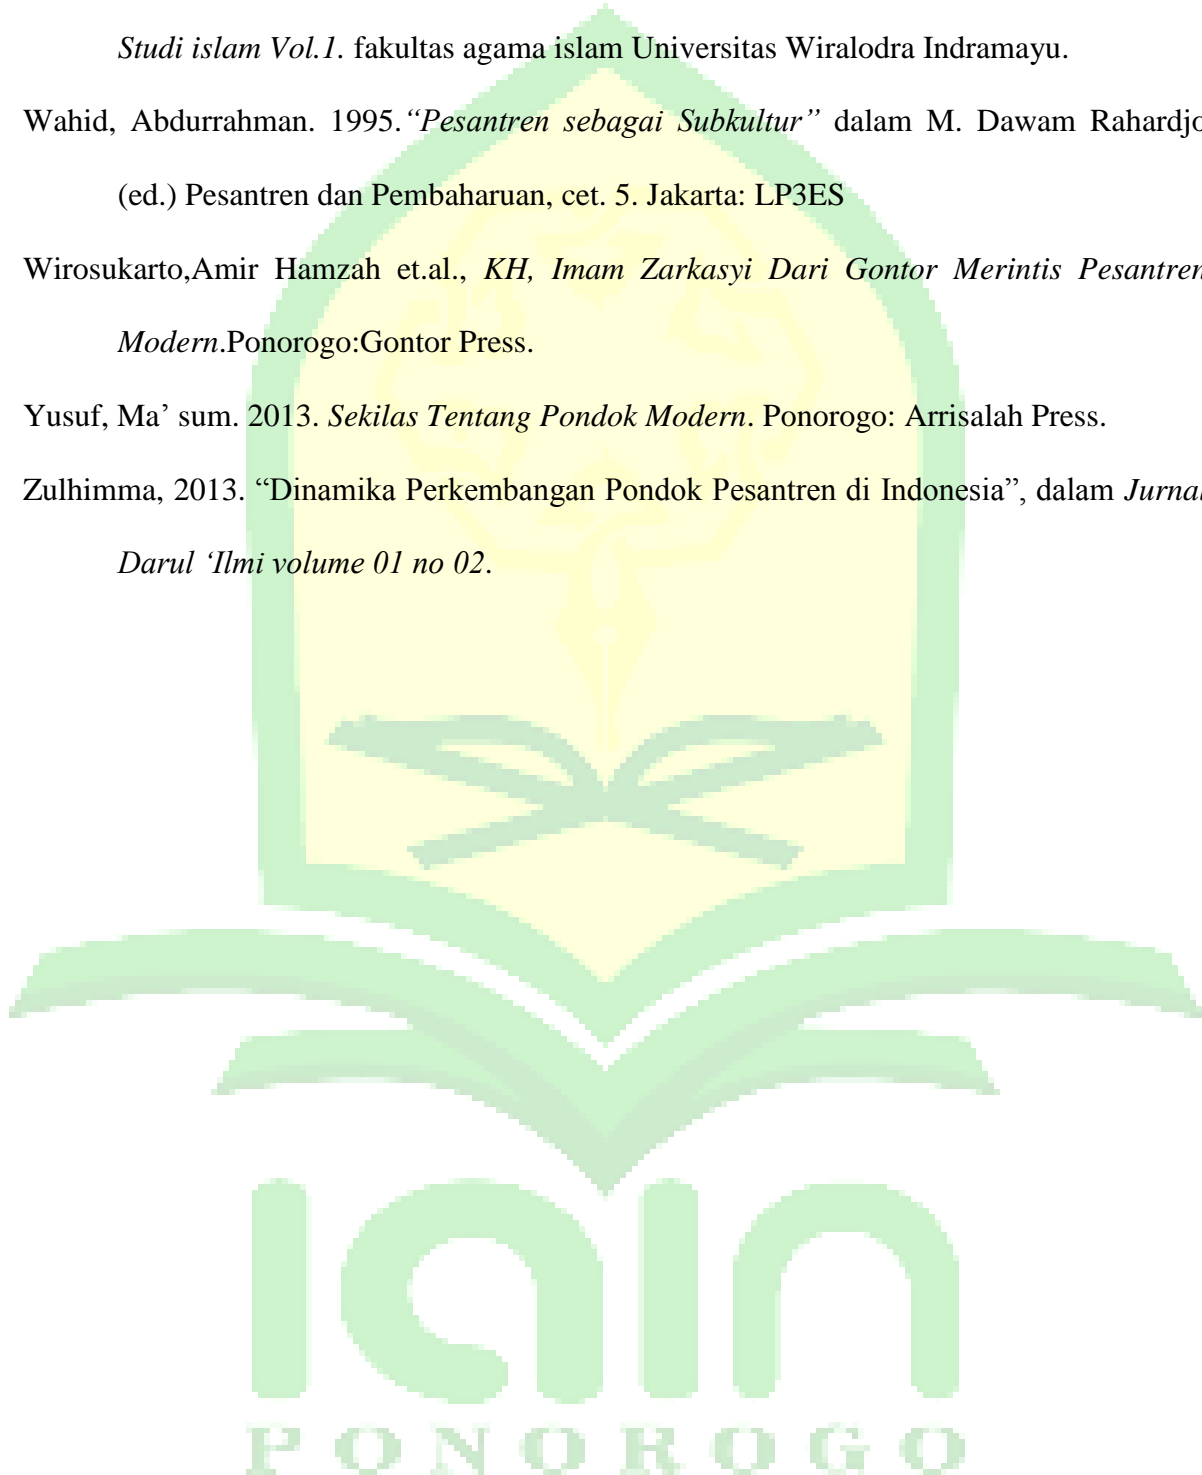 Studi islam Vol.1. fakultas agama islam Universitas Wiralodra Indramayu.
Wahid, Abdurrahman. 1995.“Pesantren sebagai Subkultur” dalam M. Dawam Rahardjo
(ed.) Pesantren dan Pembaharuan, cet. 5. Jakarta: LP3ES
Wirosukarto,Amir Hamzah et.al., KH, Imam Zarkasyi Dari Gontor Merintis Pesantren
Modern.Ponorogo:Gontor Press.
Yusuf, Ma’ sum. 2013. Sekilas Tentang Pondok Modern. Ponorogo: Arrisalah Press.
Zulhimma, 2013. “Dinamika Perkembangan Pondok Pesantren di Indonesia”, dalam Jurnal
Darul ‘Ilmi volume 01 no 02.
iain
PONOROGO